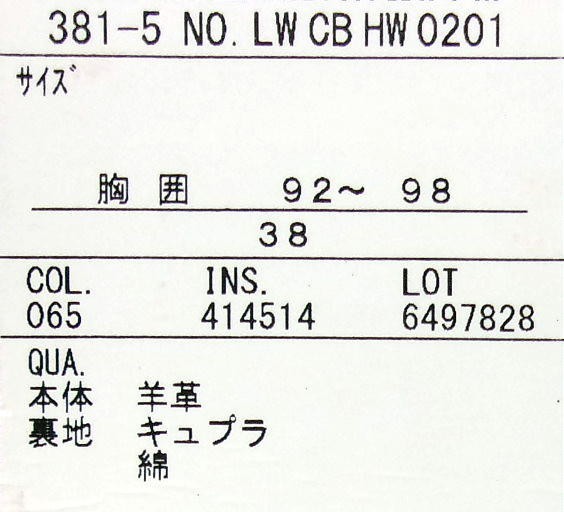 381-5 NO. LW CB HW 0201
サイズ
胸 囲 92〜 98
38
COL. INS. LOT
065 414514 6497828
QUA.
本体 羊革
裏地 キュプラ
綿